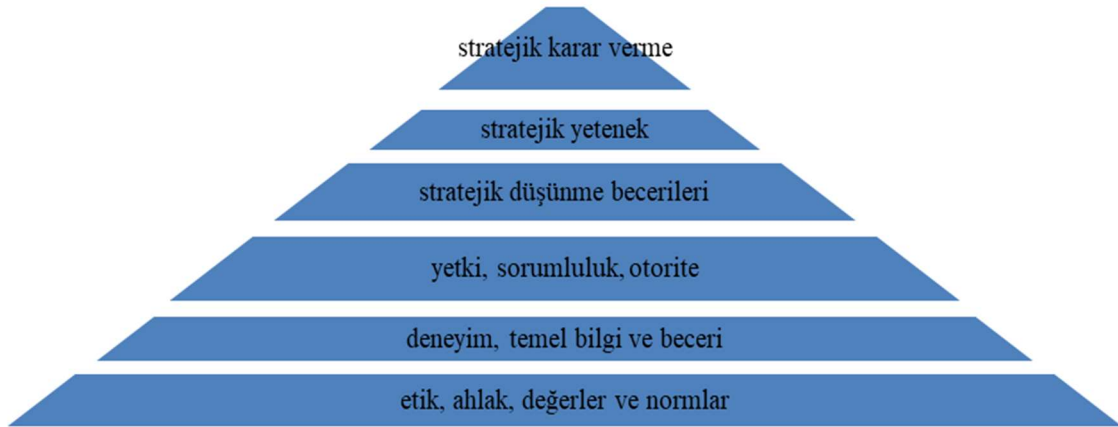 stratejik karar verme
stratejik yetenek
stratejik düşünme becerileri
yetki, sorumluluk, otorite
deneyim, temel bilgi ve beceri
etik, ahlak, değerler ve normlar